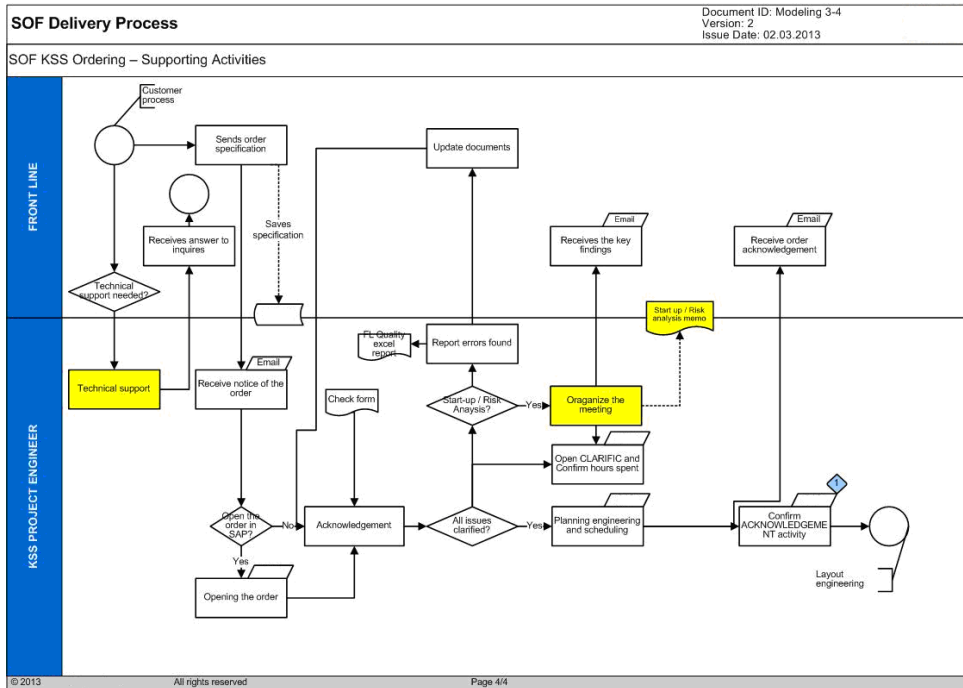 SOF Delivery Process
Document ID: Modeling 3-4
Version: 2
Issue Date: 02.03.2013
SOF KSS Ordering – Supporting Activities
FRONT LINE
Customer
process
Sends order
specification
Update documents
Receives answer to
inquires
Saves
specification
Email
Receives the key
findings
Email
Receive order
acknowledgement
Technical
support needed?
KSS PROJECT ENGINEER
Start up / Risk
analysis memo
FL Quality
excel
report
Report errors found
Technical support
Email
Receive notice of the
order
Check form
Start-up / Risk
Anaysis?
Yes
Oraganize the
meeting
Open CLARIFIC and
Confirm hours spent
1
Open the
order in
SAP?
No
Acknowledgement
All issues
clarified?
Yes
Planning engineering
and scheduling
Confirm
ACKNOWLEDGEME
NT activity
Yes
Opening the order
Layout
engineering
© 2013
All rights reserved
Page 4/4